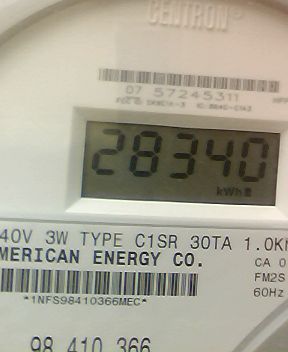 CENTRON®
07 57245311
28340
kWh
40V 3W TYPE C1SR 30TA 1.0K
MERICAN ENERGY CO.
CA 0
FM2S
60Hz
*1NFS98410366MEC*
98 410 366